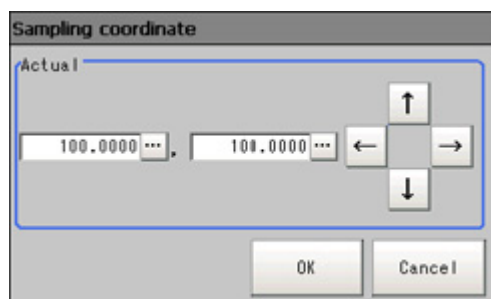 Sampling coordinate
Actual
100.0000 ... , 100.0000 ... ← → ↑ ↓
OK Cancel